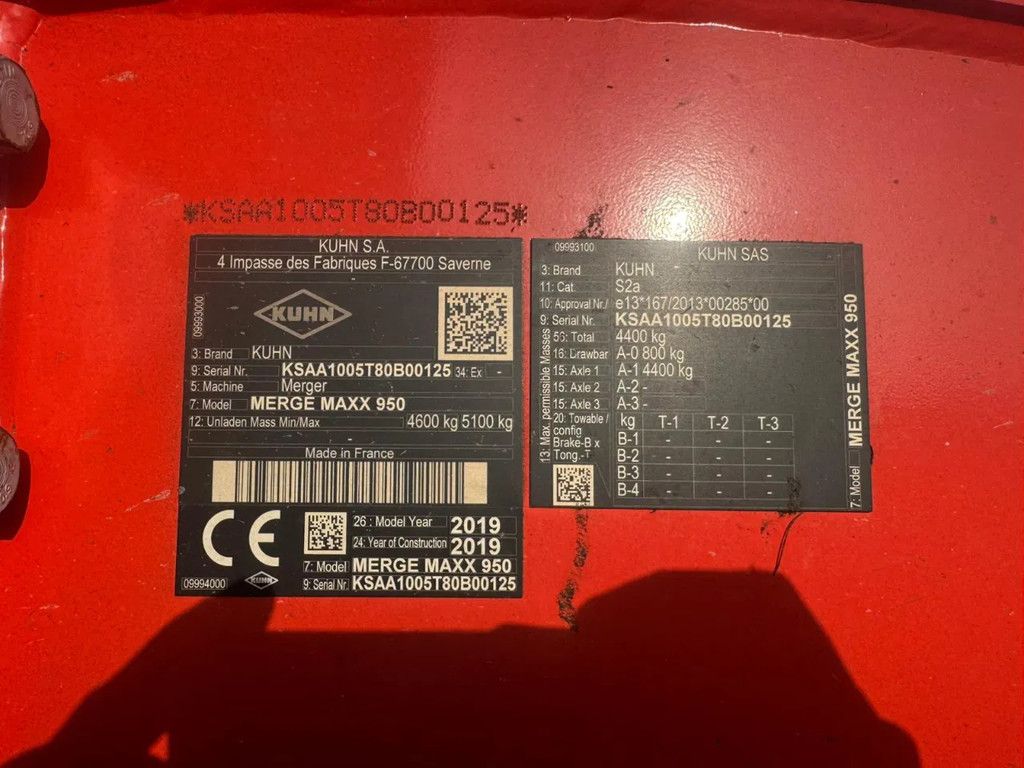 *KSAA1005T80B00125*
KUHN S.A.
4 Impasse des Fabriques F-67700 Saverne
-
09993000
KUHN
3: Brand KUHN
9: Serial Nr. KSAA1005T80B00125 34: Ex -
5: Machine Merger
7: Model MERGE MAXX 950
12: Unladen Mass Min/Max 4600 kg 5100 kg
-
Made in France
CE
26 : Model Year 2019
24: Year of Construction 2019
7: Model MERGE MAXX 950
9: Serial Nr. KSAA1005T80B00125
09994000
KUHN
09993100
KUHN SAS
3: Brand KUHN
11: Cat. S2a
10: Approval Nr./ e13*167/2013*00285*00
9: Serial Nr. KSAA1005T80B00125
13: Max. permissible Masses
56: Total 4400 kg
16: Drawbar A-0 800 kg
15: Axle 1 A-1 4400 kg
15: Axle 2 A-2 -
15: Axle 3 A-3 -
20: Towable / config kg T-1 T-2 T-3
Brake-B x B-1 - - -
Tong.-T B-2 - - -
B-3 - - -
B-4 - - -
7: Model MERGE MAXX 950